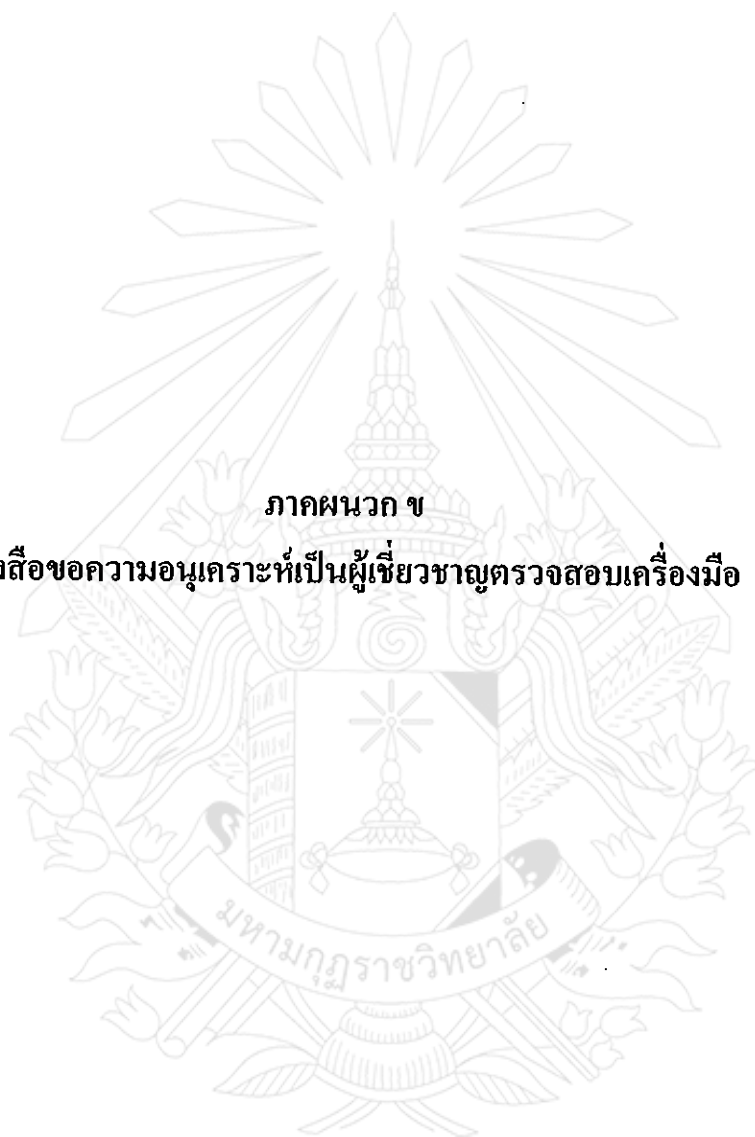 ภาคผนวก ข
สือขอความอนุเคราะห์เป็นผู้เชี่ยวชาญตรวจสอบเครื่องมือ
มหามกุฏราชวิทยาลัย